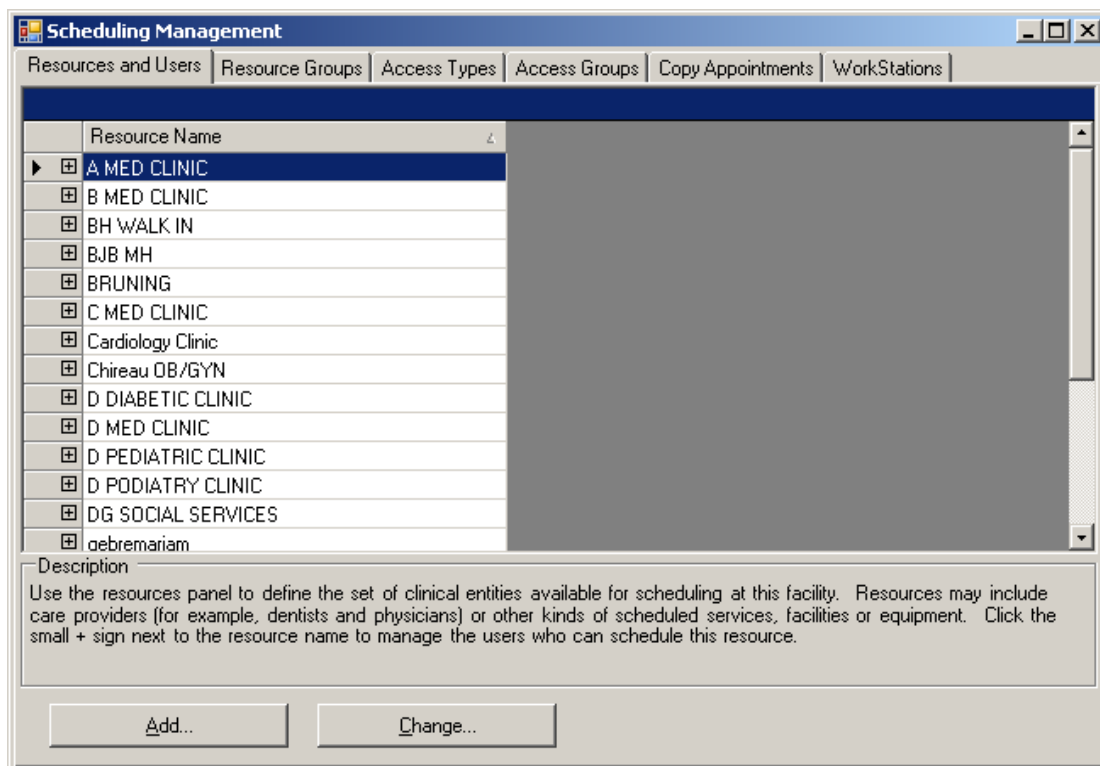 Scheduling Management
Resources and Users Resource Groups Access Types Access Groups Copy Appointments WorkStations
Resource Name
A MED CLINIC
B MED CLINIC
BH WALK IN
BJB MH
BRUNING
C MED CLINIC
Cardiology Clinic
Chireau OB/GYN
D DIABETIC CLINIC
D MED CLINIC
D PEDIATRIC CLINIC
D PODIATRY CLINIC
DG SOCIAL SERVICES
gebremariam
Description
Use the resources panel to define the set of clinical entities available for scheduling at this facility. Resources may include
care providers (for example, dentists and physicians) or other kinds of scheduled services, facilities or equipment. Click the
small + sign next to the resource name to manage the users who can schedule this resource.
Add... Change...